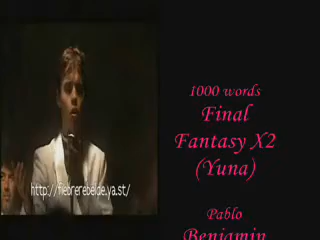 1000 words
Final
Fantasy X2
(Yuna)
Pablo
Benjamin
http://fiebrerebelde.ya.st/